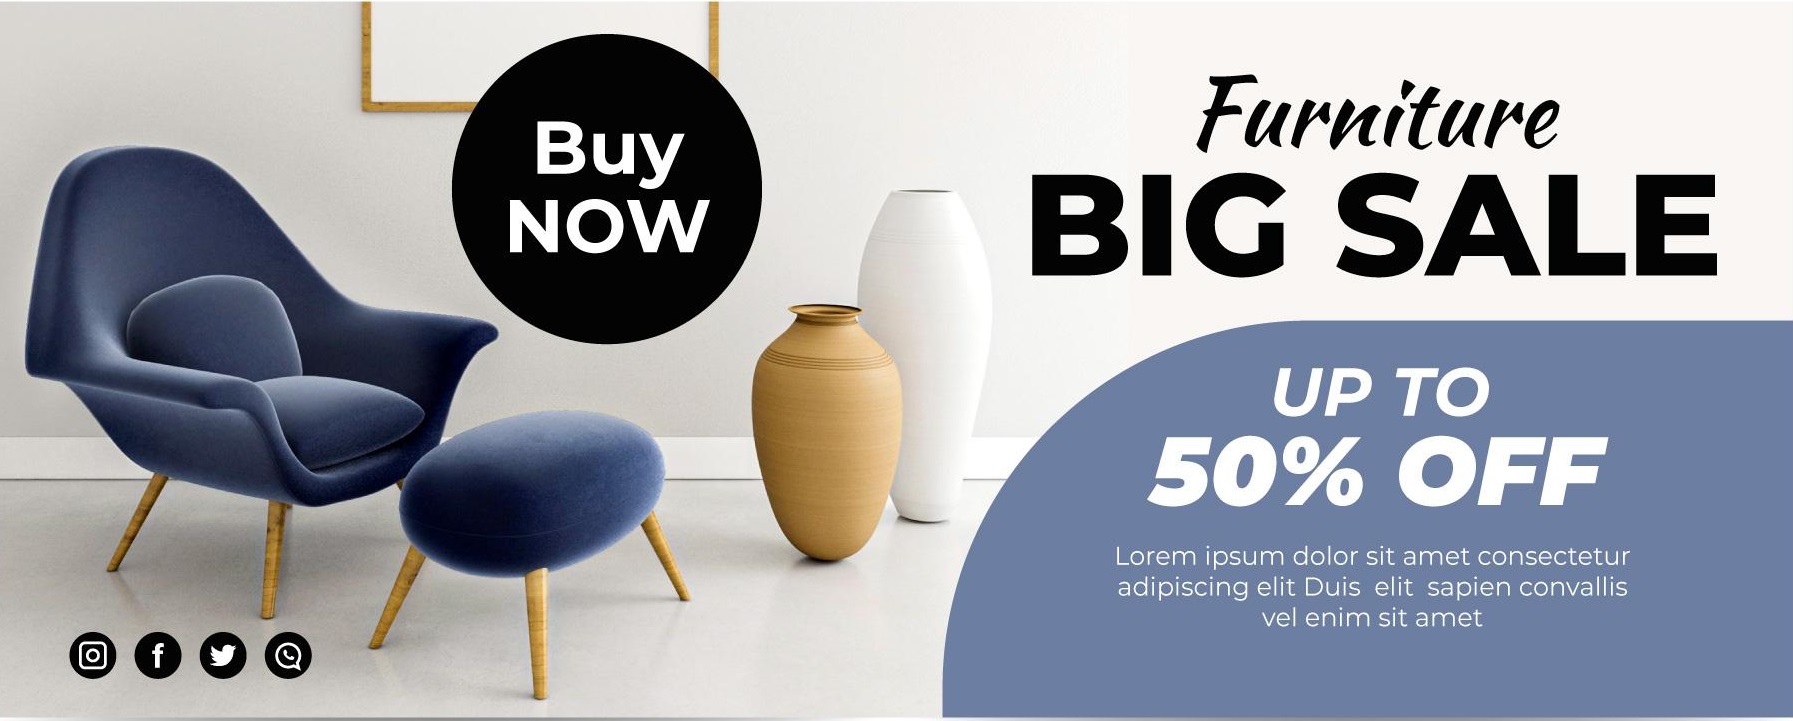 Buy
NOW
Furniture
BIG SALE
UP TO
50% OFF
Lorem ipsum dolor sit amet consectetur
adipiscing elit Duis elit sapien convallis
vel enim sit amet